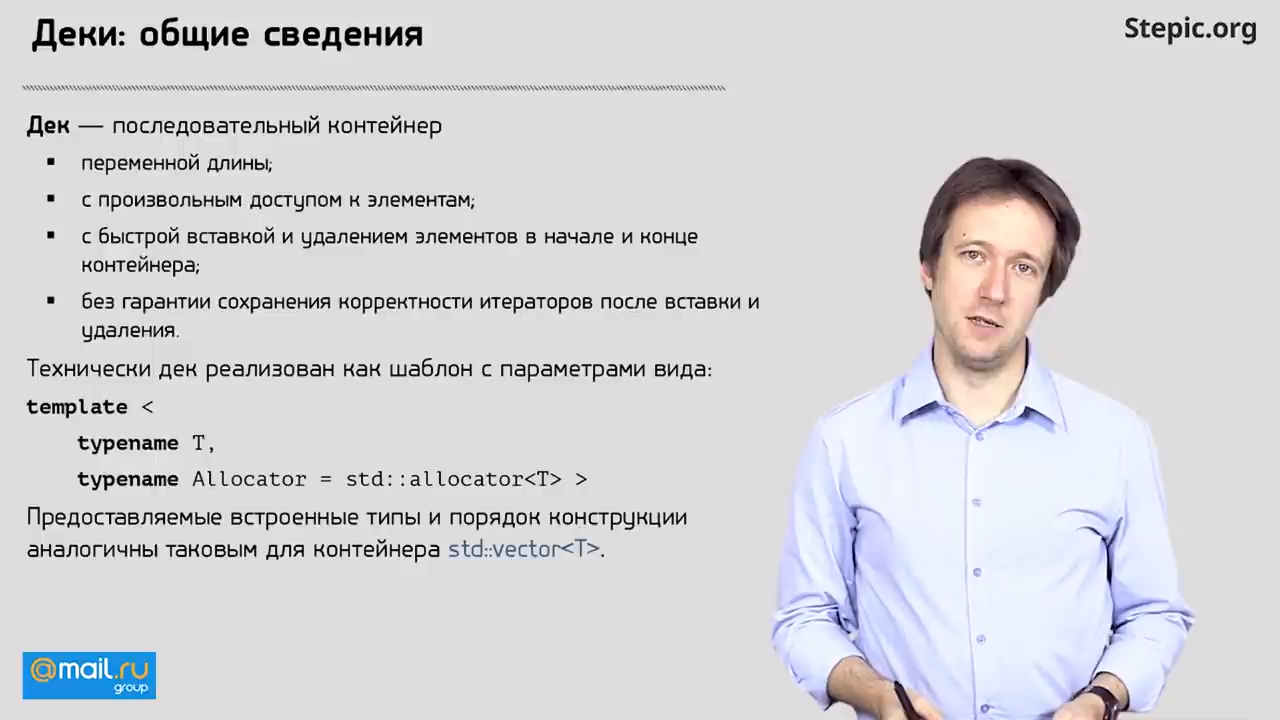 Деки: общие сведения
Stepic.org
Дек — последовательный контейнер
▪ переменной длины;
▪ с произвольным доступом к элементам;
▪ с быстрой вставкой и удалением элементов в начале и конце
контейнера;
▪ без гарантии сохранения корректности итераторов после вставки и
удаления.
Технически дек реализован как шаблон с параметрами вида:
template <
typename T,
typename Allocator = std::allocator<T> >
Предоставляемые встроенные типы и порядок конструкции
аналогичны таковым для контейнера std::vector<T>.
@mail.ru
group